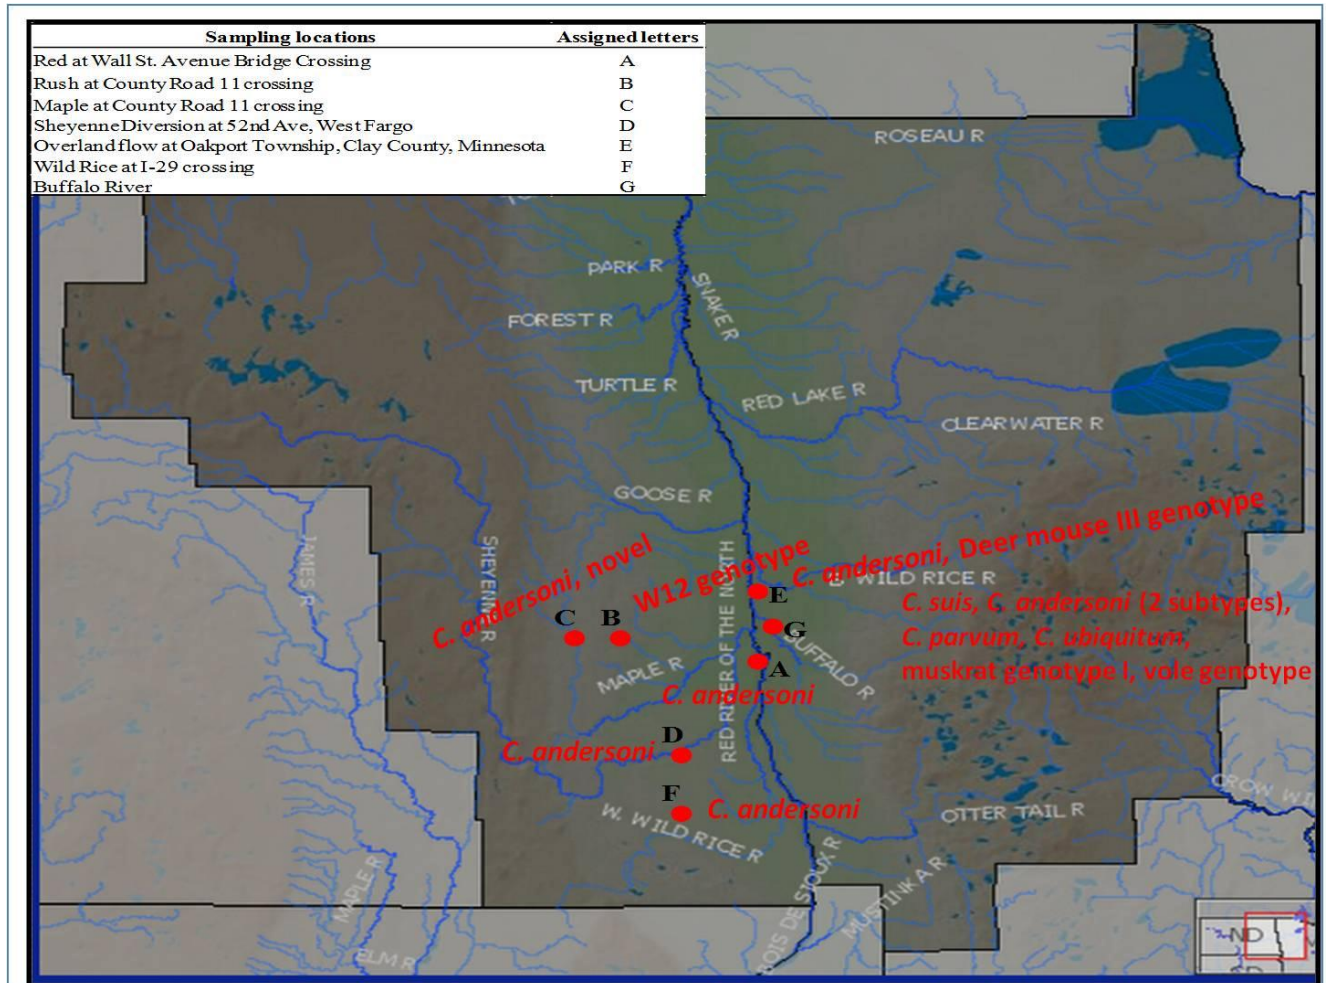 Sampling locations Assigned letters
Red at Wall St. Avenue Bridge Crossing A
Rush at County Road 11 crossing B
Maple at County Road 11 crossing C
Sheyenne Diversion at 52nd Ave, West Fargo D
Overland flow at Oakport Township, Clay County, Minnesota E
Wild Rice at I-29 crossing F
Buffalo River G
ROSEAU R
PARK R
SNAKE R
FOREST R
TURTLE R
RED LAKE R
CLEARWATER R
GOOSE R
JAMES R
SHEYENNE R
RED RIVER OF THE NORTH
C. andersoni, novel
W12 genotype
C. andersoni, Deer mouse III genotype
WILD RICE R
E
C. suis, C. andersoni (2 subtypes),
C. parvum, C. ubiquitum,
muskrat genotype I, vole genotype
C
B
G
BUFFALO R
A
MAPLE R
C. andersoni
D
C. andersoni
F
C. andersoni
W. WILD RICE R
OTTER TAIL R
CROW WI
BOIS DE SIOUX R
MUSTINKA R
MAPLE R
ELM R
ND